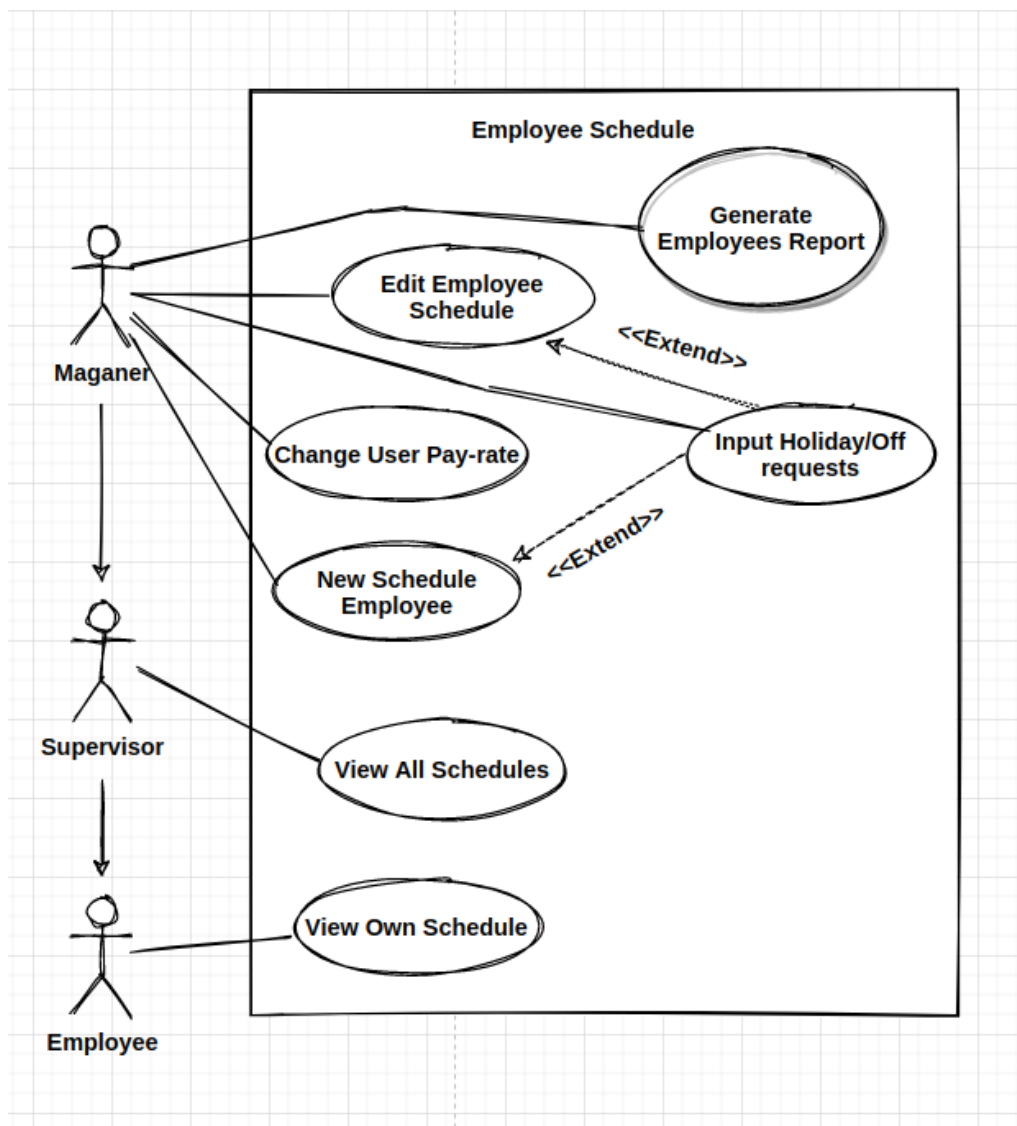 Employee Schedule
Generate
Employees Report
Edit Employee
Schedule
<<Extend>>
Maganer
Input Holiday/Off
requests
Change User Pay-rate
<<Extend>>
New Schedule
Employee
Supervisor
View All Schedules
View Own Schedule
Employee